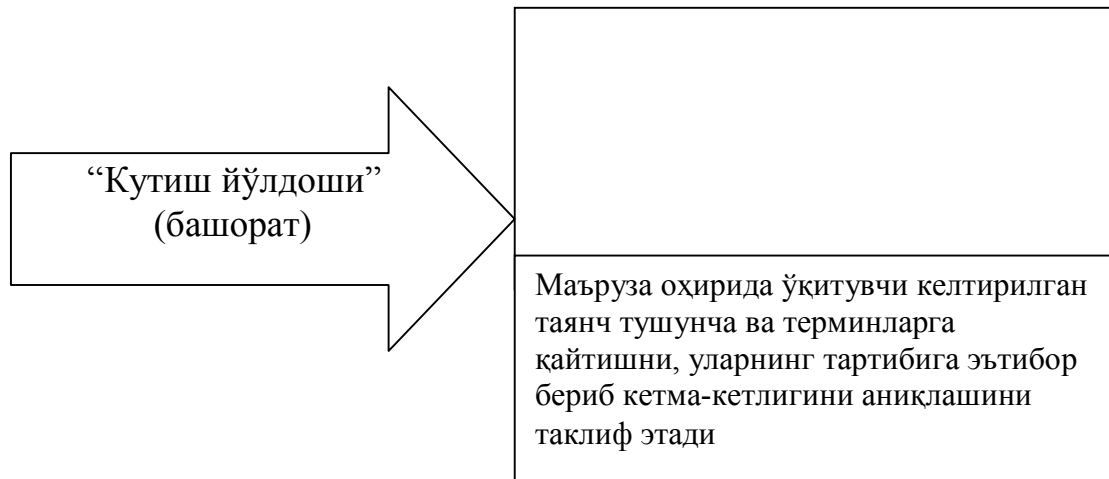 “Кутиш йўлдоши”
(башорат)
Маъруза оҳирида ўқитувчи келтирилган
таянч тушунча ва терминларга
қайтишни, уларнинг тартибига эътибор
бериб кетма-кетлигини аниқлашини
таклиф этади